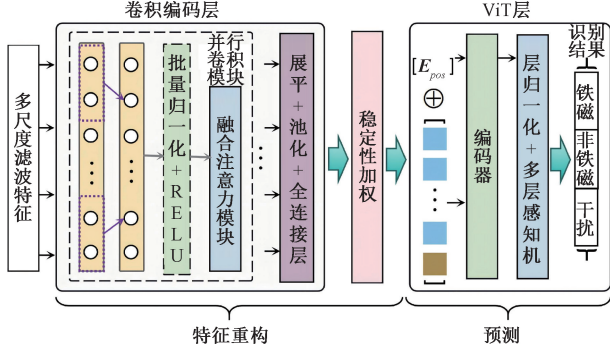 卷积编码层
ViT层
多尺度滤波特征
批量归一化+RELU
并行
卷积
模块
融合注意力模块
展平+池化+全连接层
稳定性加权
[E_pos]
编码器
层归一化+多层感知机
识别
结果
铁磁
非铁磁
干扰
特征重构
预测